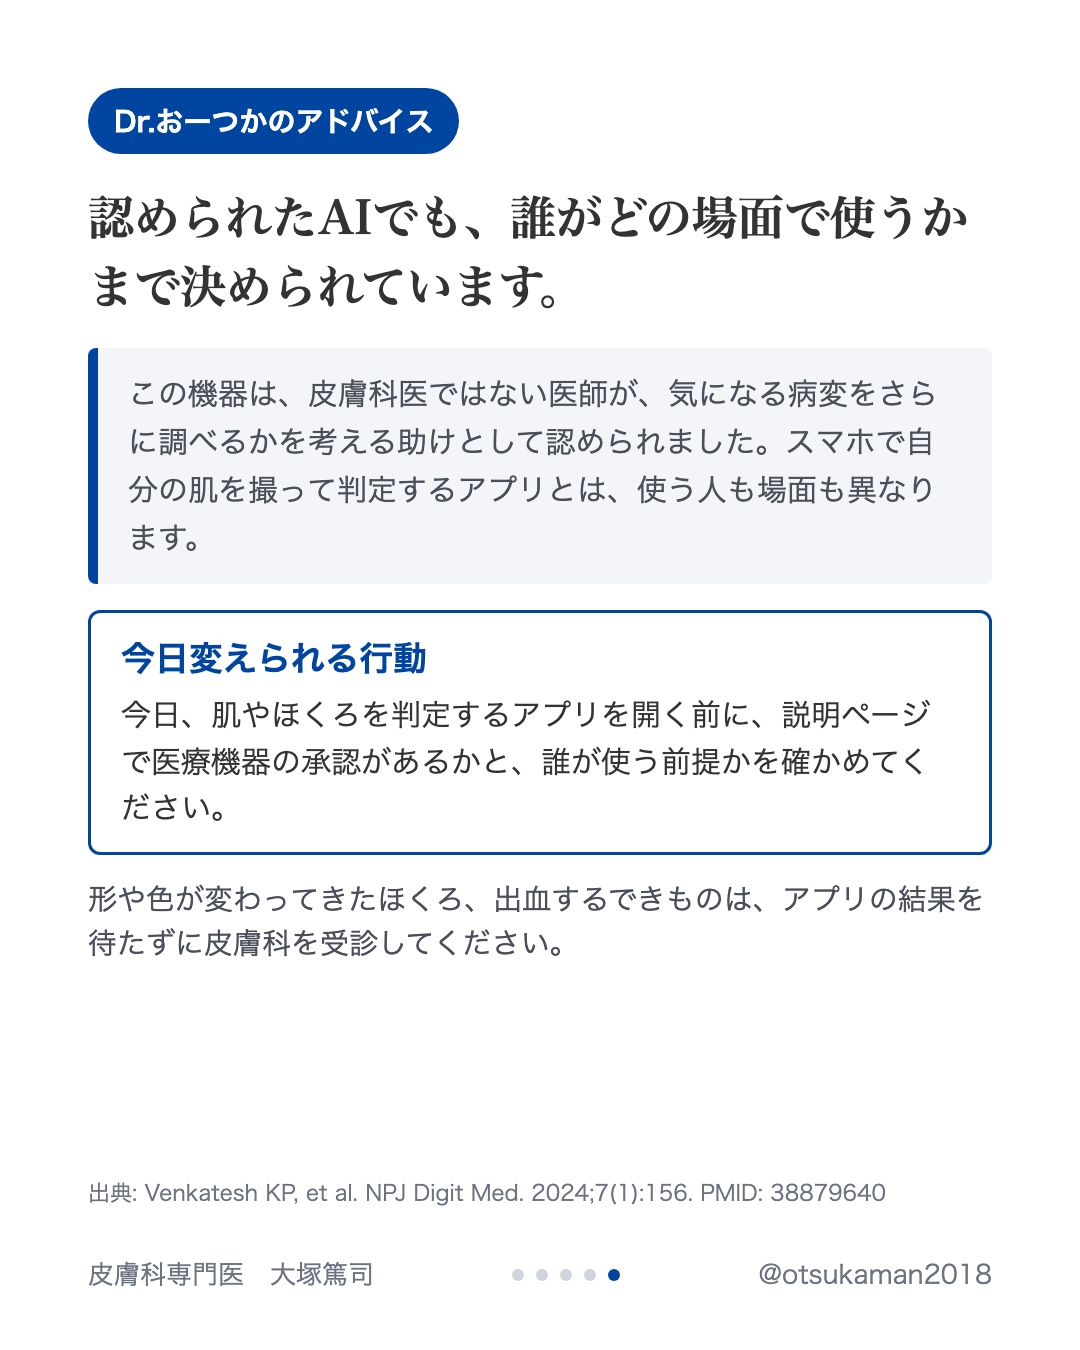 Dr.おーつかのアドバイス
認められたAIでも、誰がどの場面で使うか
まで決められています。
この機器は、皮膚科医ではない医師が、気になる病変をさら
に調べるかを考える助けとして認められました。スマホで自
分の肌を撮って判定するアプリとは、使う人も場面も異なり
ます。
今日変えられる行動
今日、肌やほくろを判定するアプリを開く前に、説明ページ
で医療機器の承認があるかと、誰が使う前提かを確かめてく
ださい。
形や色が変わってきたほくろ、出血するできものは、アプリの結果を
待たずに皮膚科を受診してください。
出典: Venkatesh KP, et al. NPJ Digit Med. 2024;7(1):156. PMID: 38879640
皮膚科専門医　大塚篤司
@otsukaman2018